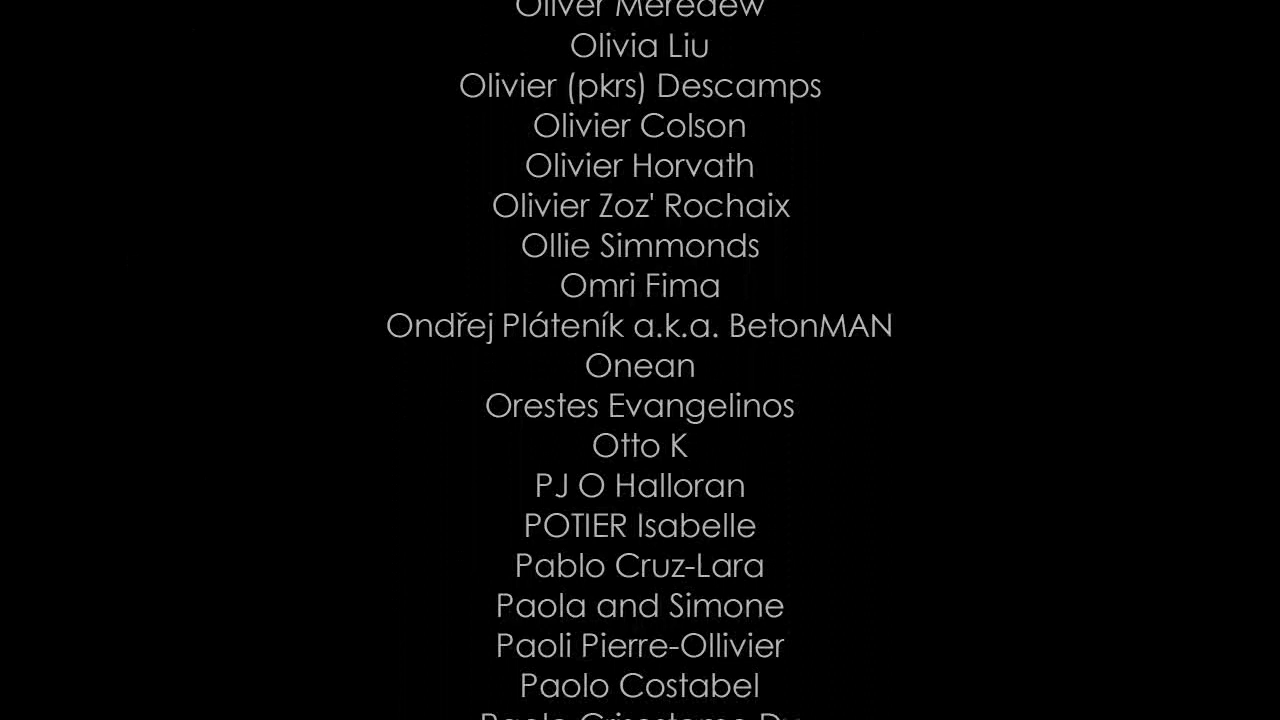 Oliver Meredew
Olivia Liu
Olivier (pkrs) Descamps
Olivier Colson
Olivier Horvath
Olivier Zoz' Rochaix
Ollie Simmonds
Omri Fima
Ondřej Pláteník a.k.a. BetonMAN
Onean
Orestes Evangelinos
Otto K
PJ O Halloran
POTIER Isabelle
Pablo Cruz-Lara
Paola and Simone
Paoli Pierre-Ollivier
Paolo Costabel